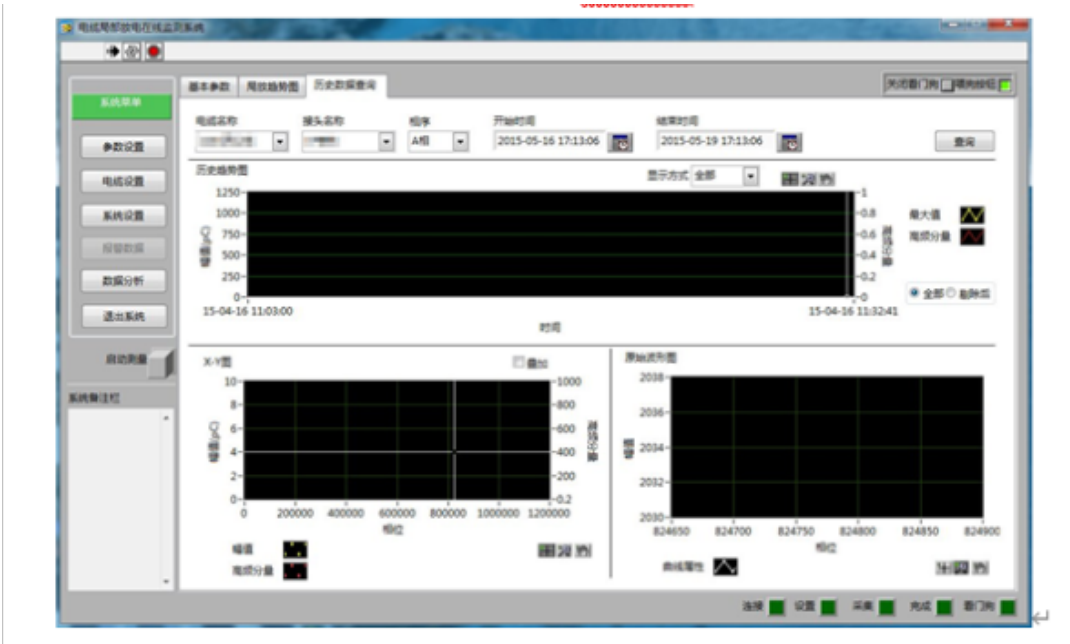 电缆局部放电在线监测系统
基本参数 局放趋势图 历史数据查询
关闭看门狗
系统菜单
电缆名称 接头名称 相序 开始时间 结束时间
A相 2015-05-16 17:13:06 2015-05-19 17:13:06 查询
参数设置
电缆设置
系统设置
报警数据
数据分析
退出系统
启动测量
系统备注栏
历史趋势图 显示方式 全部
1250
1000
750
500
250
0
幅值(pC)
1
0.8
0.6
0.4
0.2
0
最大值
高频分量
全部 剔除后
15-04-16 11:03:00 15-04-16 11:32:41
时间
X-Y图 叠加
10
8
6
4
2
0
幅值(pC)
1000
800
600
400
200
0.2
0 200000 400000 600000 800000 1000000 1200000
相位
幅值
高频分量
原始波形图
2038
2036
2034
2032
2030
幅值
824650 824700 824750 824800 824850 824900
相位
曲线属性
连接 设置 采集 完成 看门狗